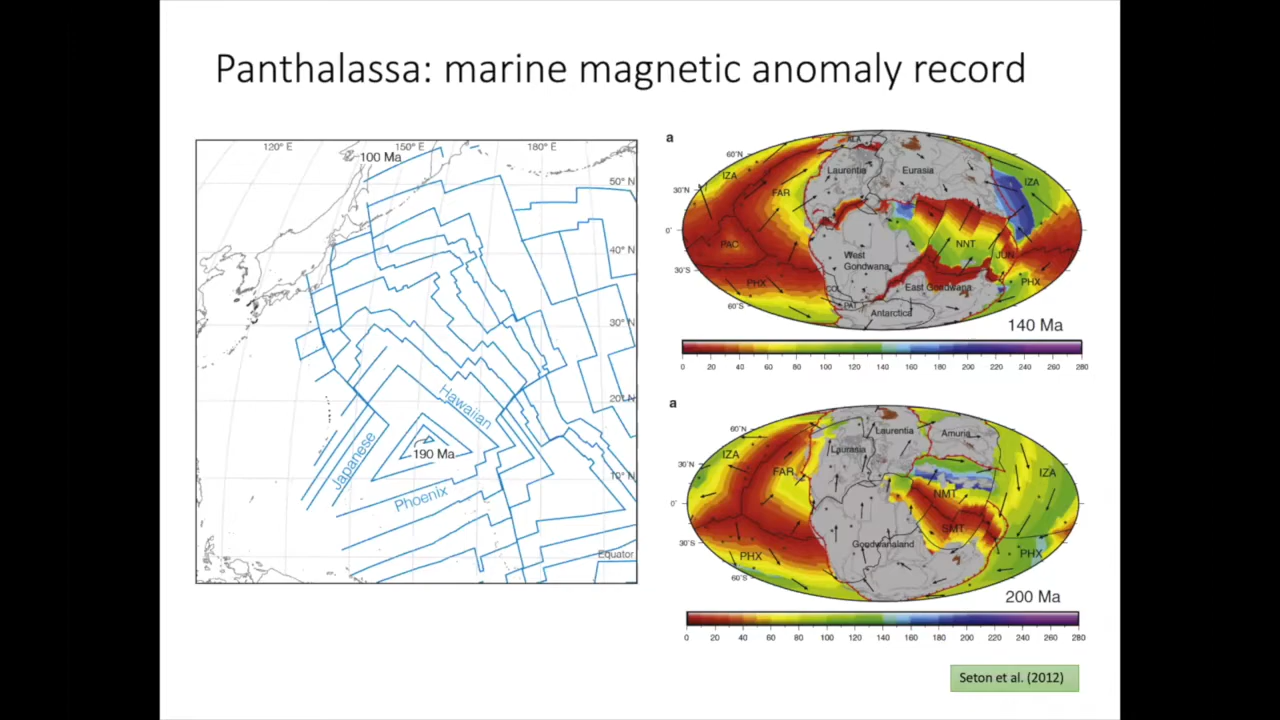 Panthalassa: marine magnetic anomaly record
120° E
150° E
180° E
100 Ma
50° N
40° N
30° N
20° N
10° N
Hawaiian
Japanese
190 Ma
Phoenix
Equator
a
60˚N
30˚N
0˚
30˚S
60˚S
IZA
FAR
PAC
PHX
Laurentia
Eurasia
IZA
NNT
JUN
PHX
West
Gondwana
East Gondwana
COL
PAT
Antarctica
140 Ma
0 20 40 60 80 100 120 140 160 180 200 220 240 260 280
a
60˚N
30˚N
0˚
30˚S
60˚S
IZA
FAR
PHX
Laurentia
Laurasia
Amuria
IZA
NMT
SMT
Gondwanaland
PHX
200 Ma
0 20 40 60 80 100 120 140 160 180 200 220 240 260 280
Seton et al. (2012)